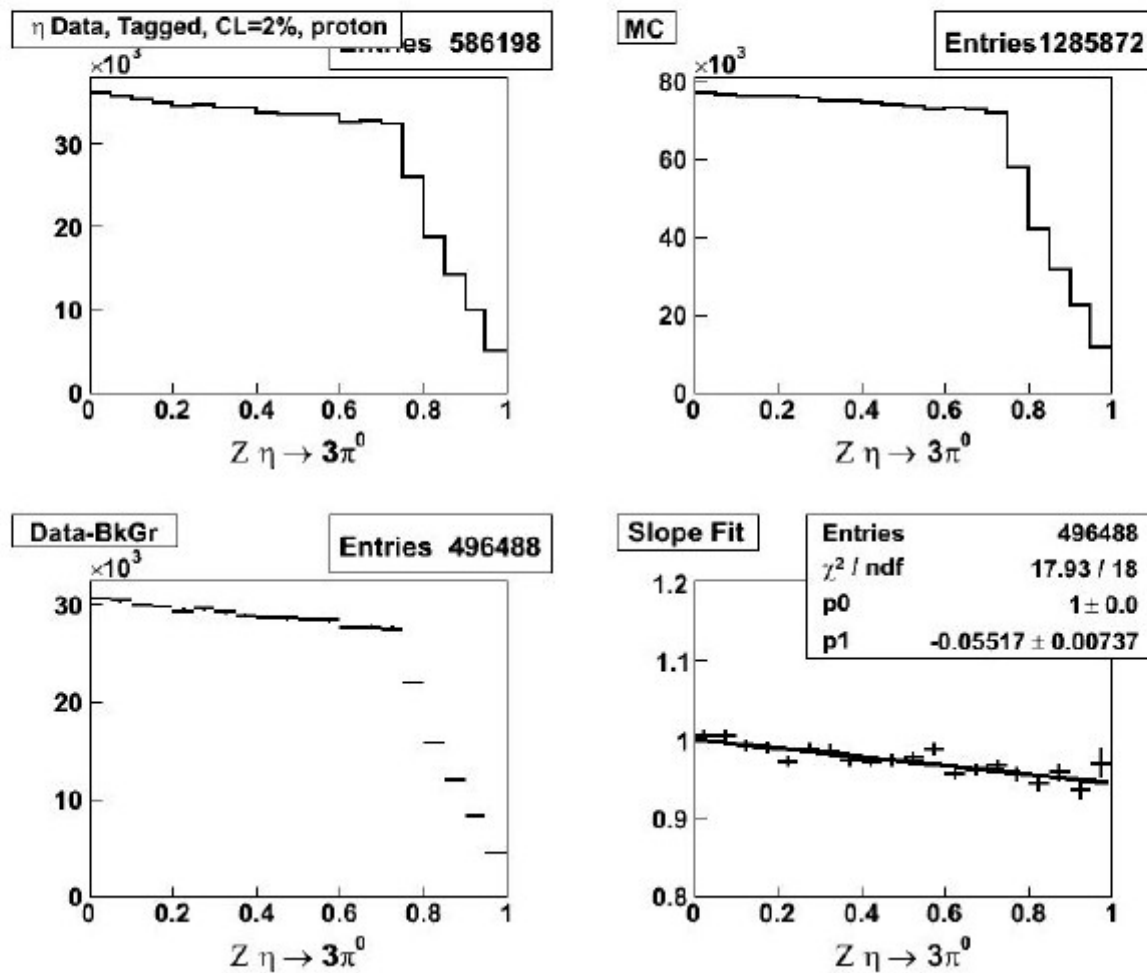 η Data, Tagged, CL=2%, proton
Entries 586198
×10³
30
20
10
0
0 0.2 0.4 0.6 0.8 1
Z η → 3π⁰
MC
Entries 1285872
×10³
80
60
40
20
0
0 0.2 0.4 0.6 0.8 1
Z η → 3π⁰
Data-BkGr
Entries 496488
×10³
30
20
10
0
0 0.2 0.4 0.6 0.8 1
Z η → 3π⁰
Slope Fit
Entries 496488
χ² / ndf 17.93 / 18
p0 1 ± 0.0
p1 -0.05517 ± 0.00737
1.2
1.1
1
0.9
0.8
0 0.2 0.4 0.6 0.8 1
Z η → 3π⁰